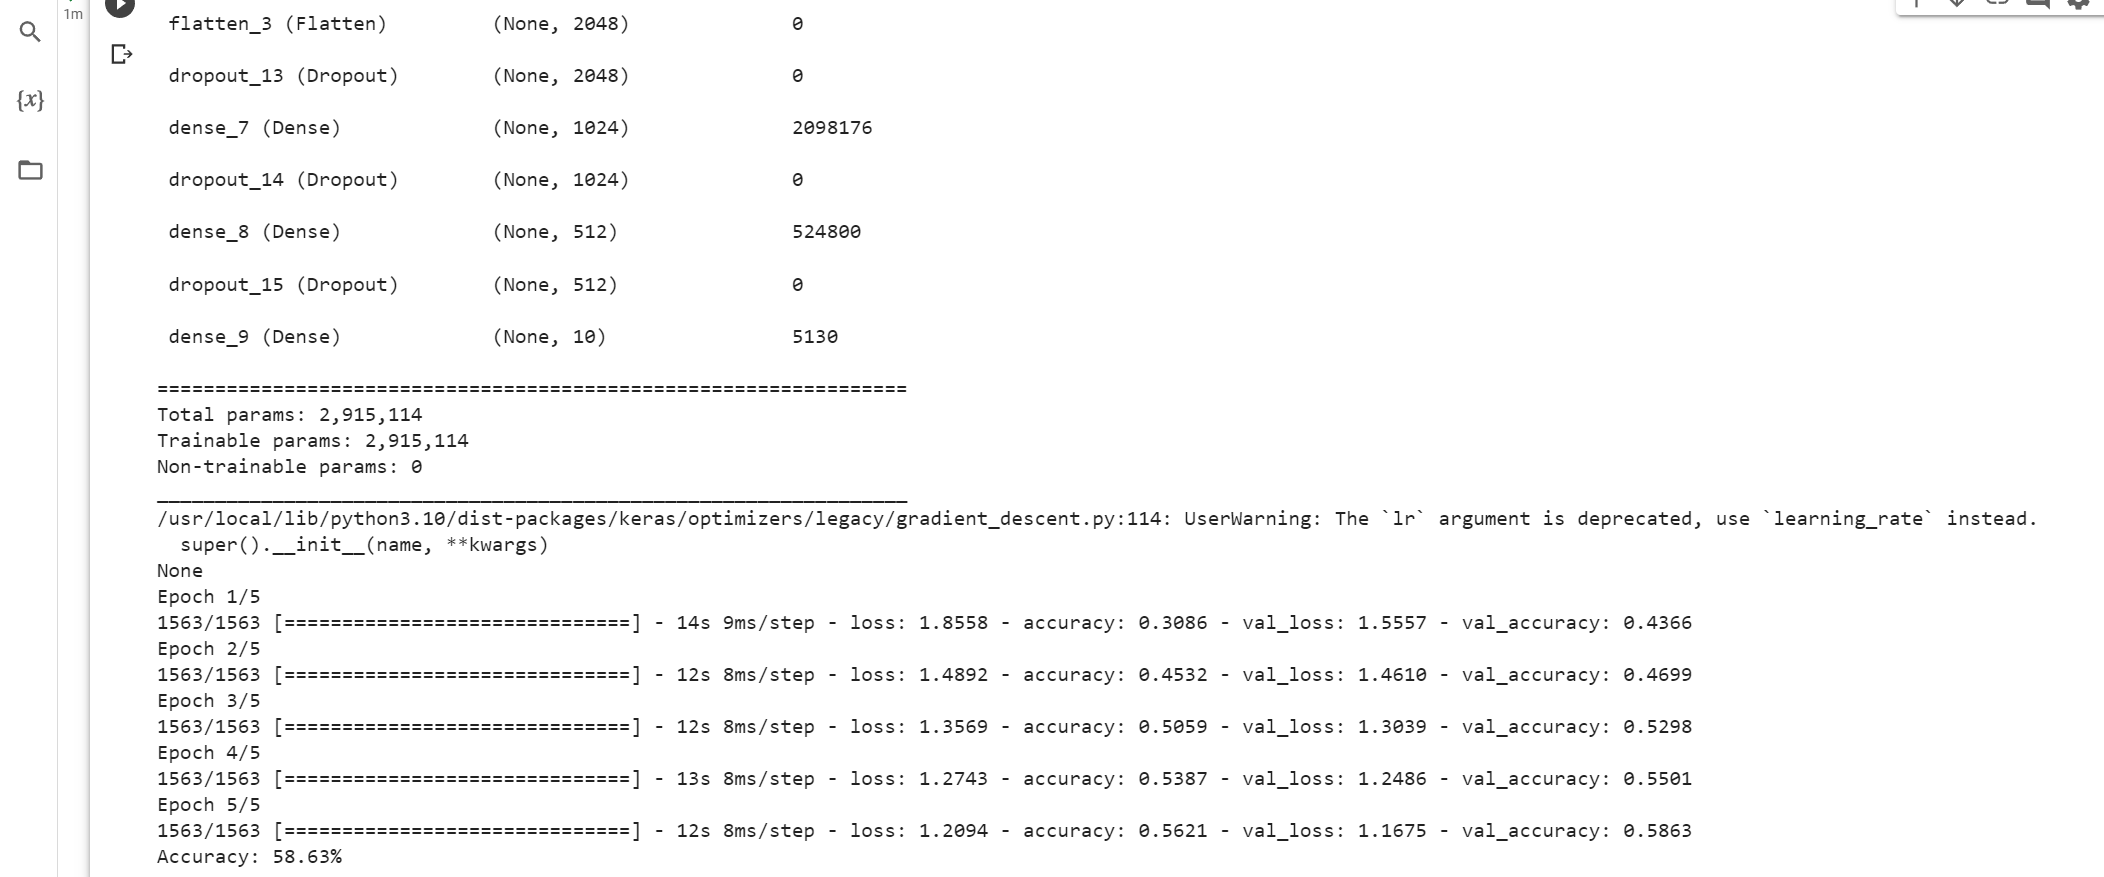 1m
{x}
flatten_3 (Flatten) (None, 2048) 0
dropout_13 (Dropout) (None, 2048) 0
dense_7 (Dense) (None, 1024) 2098176
dropout_14 (Dropout) (None, 1024) 0
dense_8 (Dense) (None, 512) 524800
dropout_15 (Dropout) (None, 512) 0
dense_9 (Dense) (None, 10) 5130
=================================================================
Total params: 2,915,114
Trainable params: 2,915,114
Non-trainable params: 0
_________________________________________________________________
/usr/local/lib/python3.10/dist-packages/keras/optimizers/legacy/gradient_descent.py:114: UserWarning: The `lr` argument is deprecated, use `learning_rate` instead.
super().__init__(name, **kwargs)
None
Epoch 1/5
1563/1563 [==============================] - 14s 9ms/step - loss: 1.8558 - accuracy: 0.3086 - val_loss: 1.5557 - val_accuracy: 0.4366
Epoch 2/5
1563/1563 [==============================] - 12s 8ms/step - loss: 1.4892 - accuracy: 0.4532 - val_loss: 1.4610 - val_accuracy: 0.4699
Epoch 3/5
1563/1563 [==============================] - 12s 8ms/step - loss: 1.3569 - accuracy: 0.5059 - val_loss: 1.3039 - val_accuracy: 0.5298
Epoch 4/5
1563/1563 [==============================] - 13s 8ms/step - loss: 1.2743 - accuracy: 0.5387 - val_loss: 1.2486 - val_accuracy: 0.5501
Epoch 5/5
1563/1563 [==============================] - 12s 8ms/step - loss: 1.2094 - accuracy: 0.5621 - val_loss: 1.1675 - val_accuracy: 0.5863
Accuracy: 58.63%